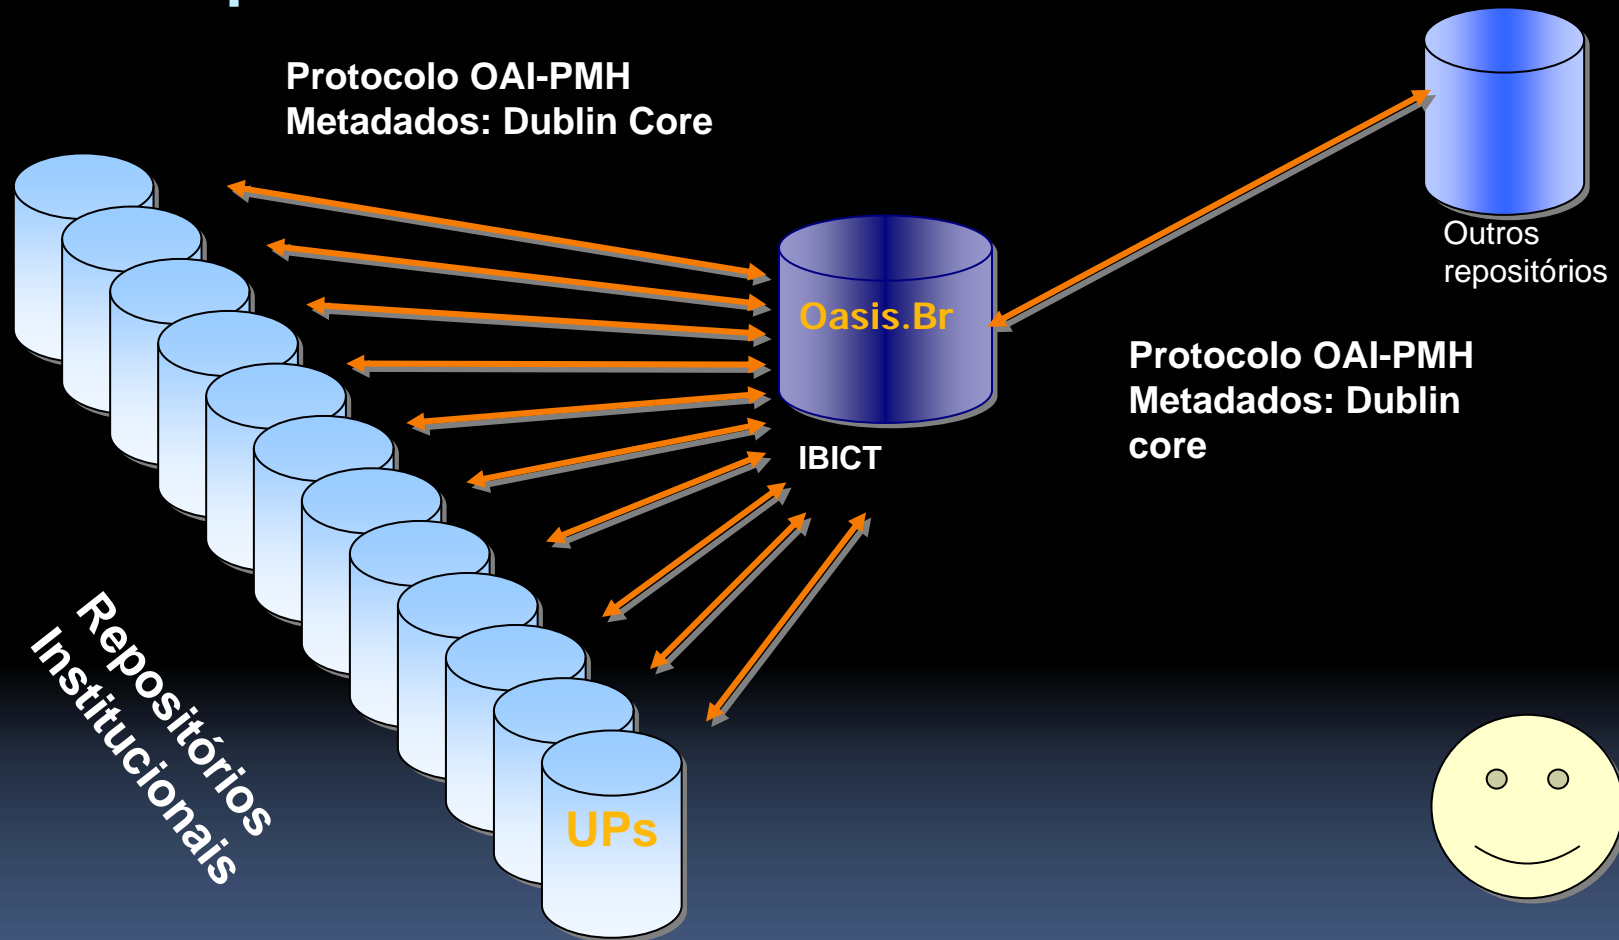 Protocolo OAI-PMH
Metadados: Dublin Core
Outros
repositórios
Oasis.Br
Protocolo OAI-PMH
Metadados: Dublin
core
IBICT
Repositórios
Institucionais
UPs